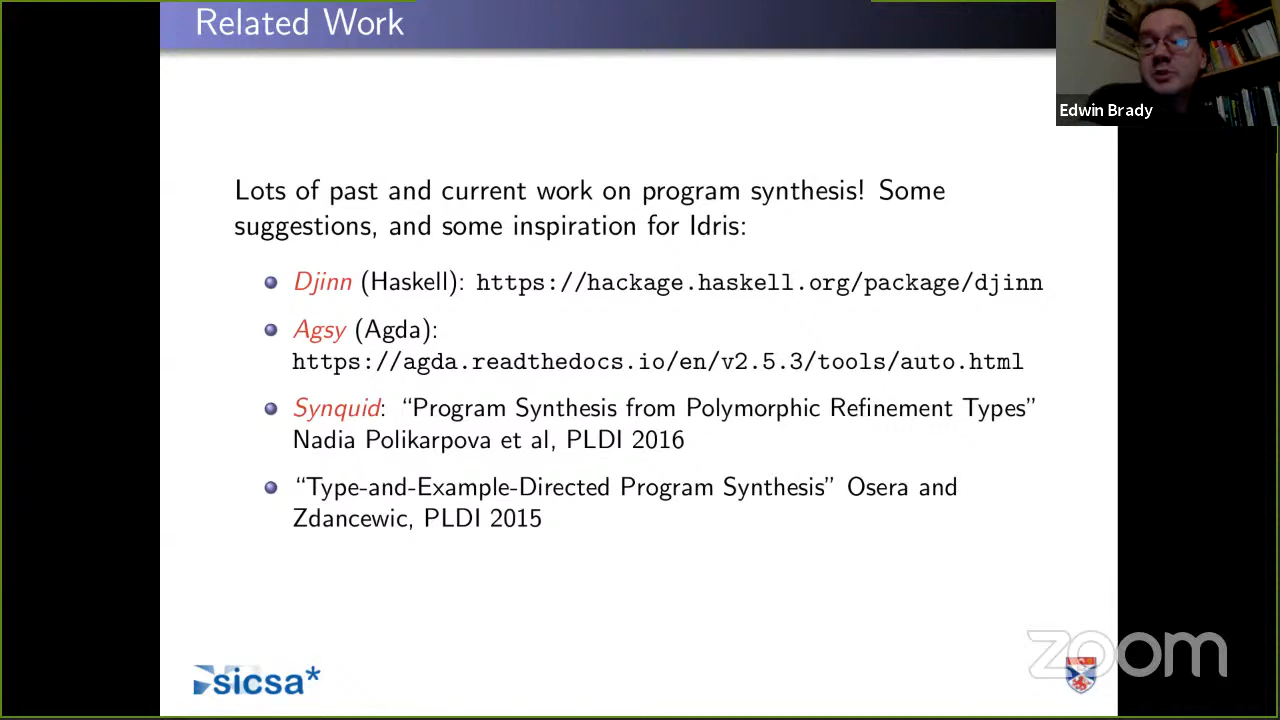 Related Work
Edwin Brady
Lots of past and current work on program synthesis! Some
suggestions, and some inspiration for Idris:
Djinn (Haskell): https://hackage.haskell.org/package/djinn
Agsy (Agda):
https://agda.readthedocs.io/en/v2.5.3/tools/auto.html
Synquid: “Program Synthesis from Polymorphic Refinement Types”
Nadia Polikarpova et al, PLDI 2016
“Type-and-Example-Directed Program Synthesis” Osera and
Zdancewic, PLDI 2015
sicsa*
zoom